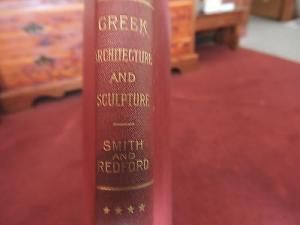 GREEK
ARCHITECTURE
AND
SCULPTURE
SMITH
AND
REDFORD